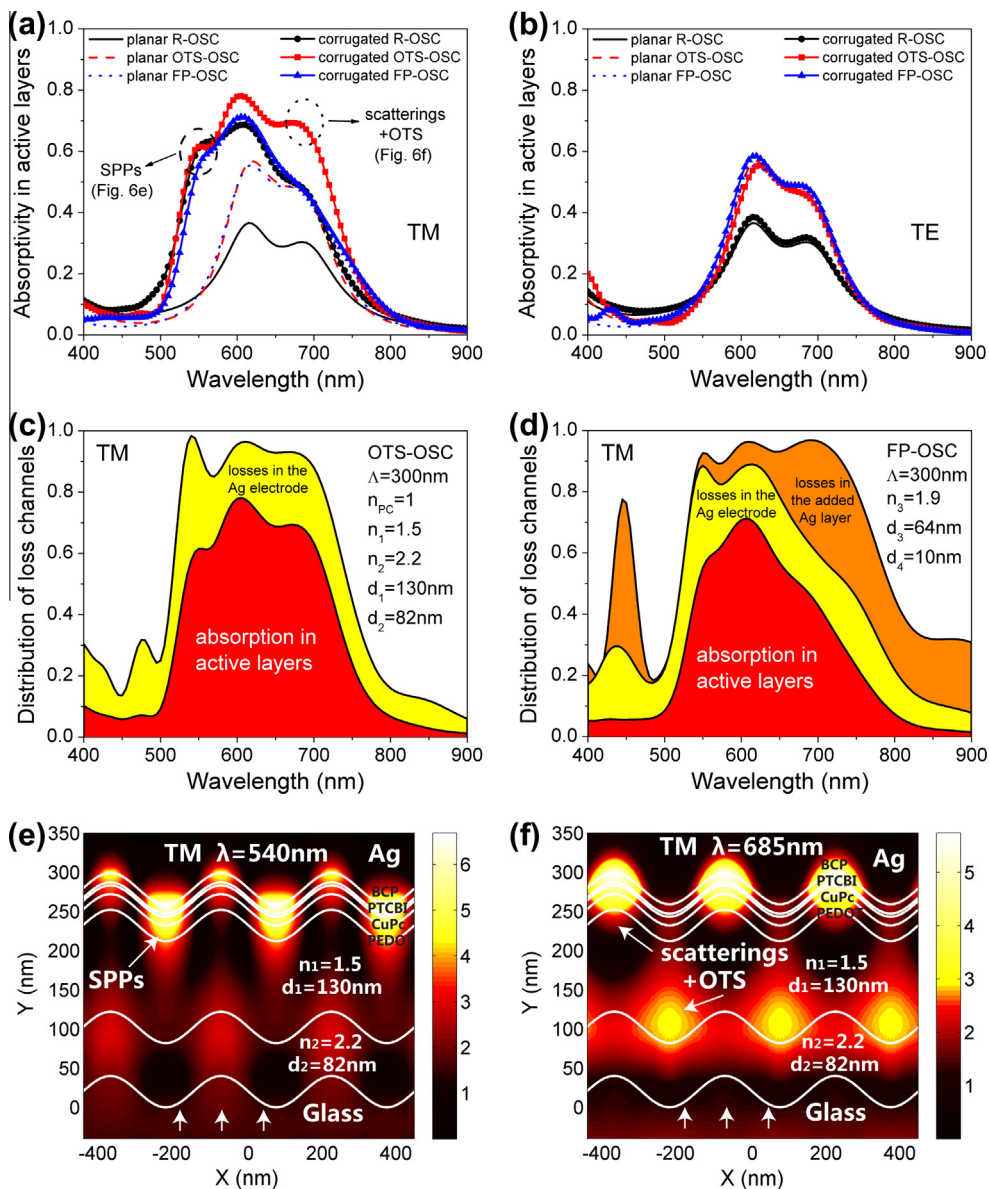 (a)
1.0
0.8
0.6
0.4
0.2
0.0
Absorptivity in active layers
planar R-OSC
planar OTS-OSC
planar FP-OSC
corrugated R-OSC
corrugated OTS-OSC
corrugated FP-OSC
SPPs
(Fig. 6e)
scatterings
+OTS
(Fig. 6f)
TM
400 500 600 700 800 900
Wavelength (nm)
(b)
1.0
0.8
0.6
0.4
0.2
0.0
Absorptivity in active layers
planar R-OSC
planar OTS-OSC
planar FP-OSC
corrugated R-OSC
corrugated OTS-OSC
corrugated FP-OSC
TE
400 500 600 700 800 900
Wavelength (nm)
(c)
1.0
0.8
0.6
0.4
0.2
0.0
Distribution of loss channels
TM
OTS-OSC
Λ=300nm
n_PC=1
n_1=1.5
n_2=2.2
d_1=130nm
d_2=82nm
losses in the
Ag electrode
absorption in
active layers
400 500 600 700 800 900
Wavelength (nm)
(d)
1.0
0.8
0.6
0.4
0.2
0.0
Distribution of loss channels
TM
FP-OSC
Λ=300nm
n_3=1.9
d_3=64nm
d_4=10nm
losses in the
Ag electrode
losses in
the added
Ag layer
absorption in
active layers
400 500 600 700 800 900
Wavelength (nm)
(e)
350
300
250
200
150
100
50
0
Y (nm)
TM λ=540nm
Ag
BCP
PTCBI
CuPc
PEDOT
SPPs
n1=1.5
d1=130nm
n2=2.2
d2=82nm
Glass
-400 -200 0 200 400
X (nm)
6
5
4
3
2
1
(f)
350
300
250
200
150
100
50
0
Y (nm)
TM λ=685nm
Ag
BCP
PTCBI
CuPc
PEDOT
scatterings
+OTS
n1=1.5
d1=130nm
n2=2.2
d2=82nm
Glass
-400 -200 0 200 400
X (nm)
5
4
3
2
1